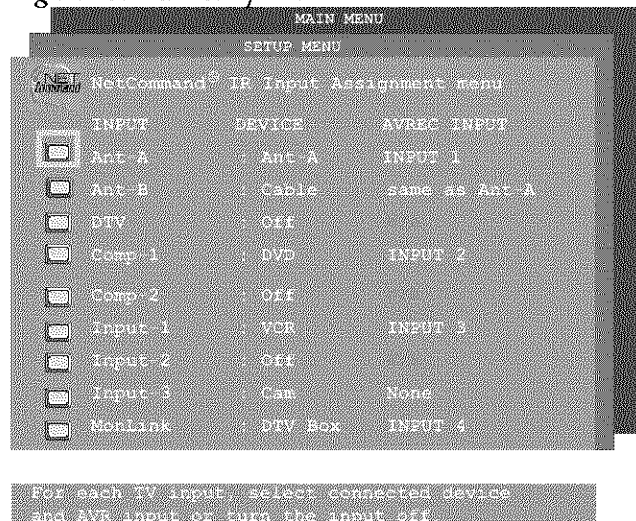 MAIN MENU
SETUP MENU
NET Command NetCommand® IR Input Assignment menu
INPUT DEVICE AVREC INPUT
Ant-A : Ant-A INPUT 1
Ant-B : Cable same as Ant A
DTV : Off
Comp-1 : DVD INPUT 2
Comp-2 : Off
Input-1 : VCR INPUT 3
Input-2 : Off
Input-3 : Cam None
MonLink : DTV Box INPUT 4
For each TV input, select connected device
and AVR input or turn the input off